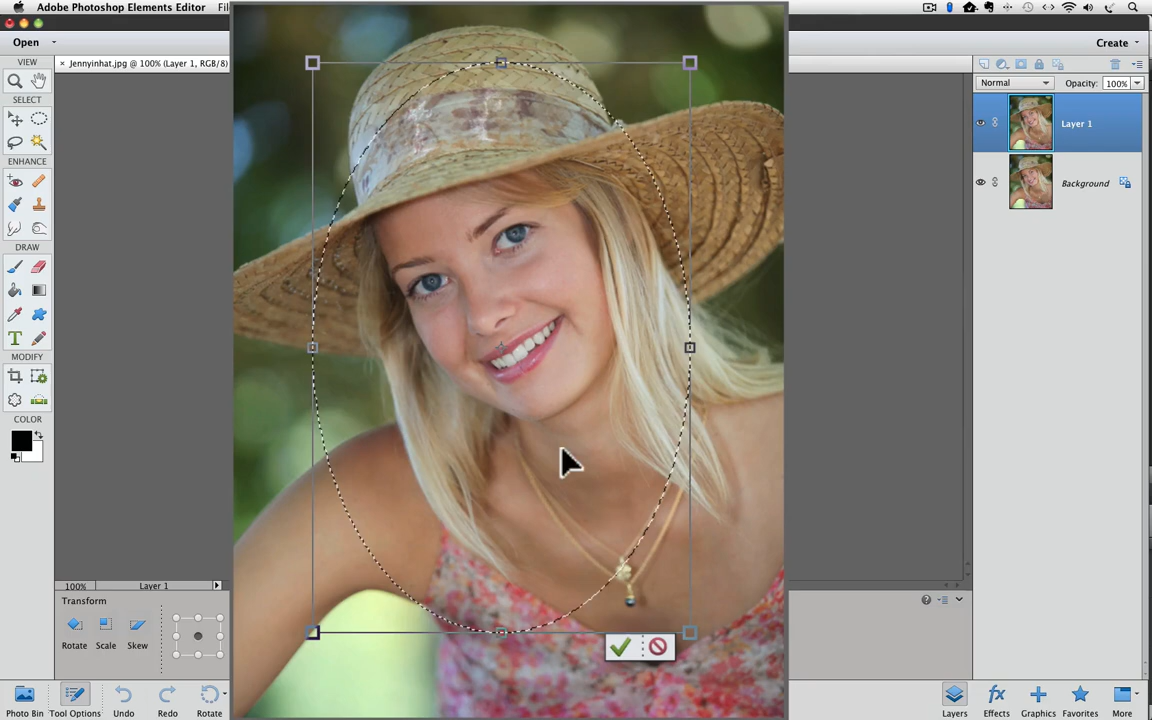 Adobe Photoshop Elements Editor
Open
Create
VIEW
× Jennyinhat.jpg @ 100% (Layer 1, RGB/8)
SELECT
ENHANCE
DRAW
T
MODIFY
COLOR
Normal
Opacity: 100%
Layer 1
Background
100%
Layer 1
Transform
Rotate
Scale
Skew
Photo Bin
Tool Options
Undo
Redo
Rotate
Layers
fx
Effects
Graphics
Favorites
More